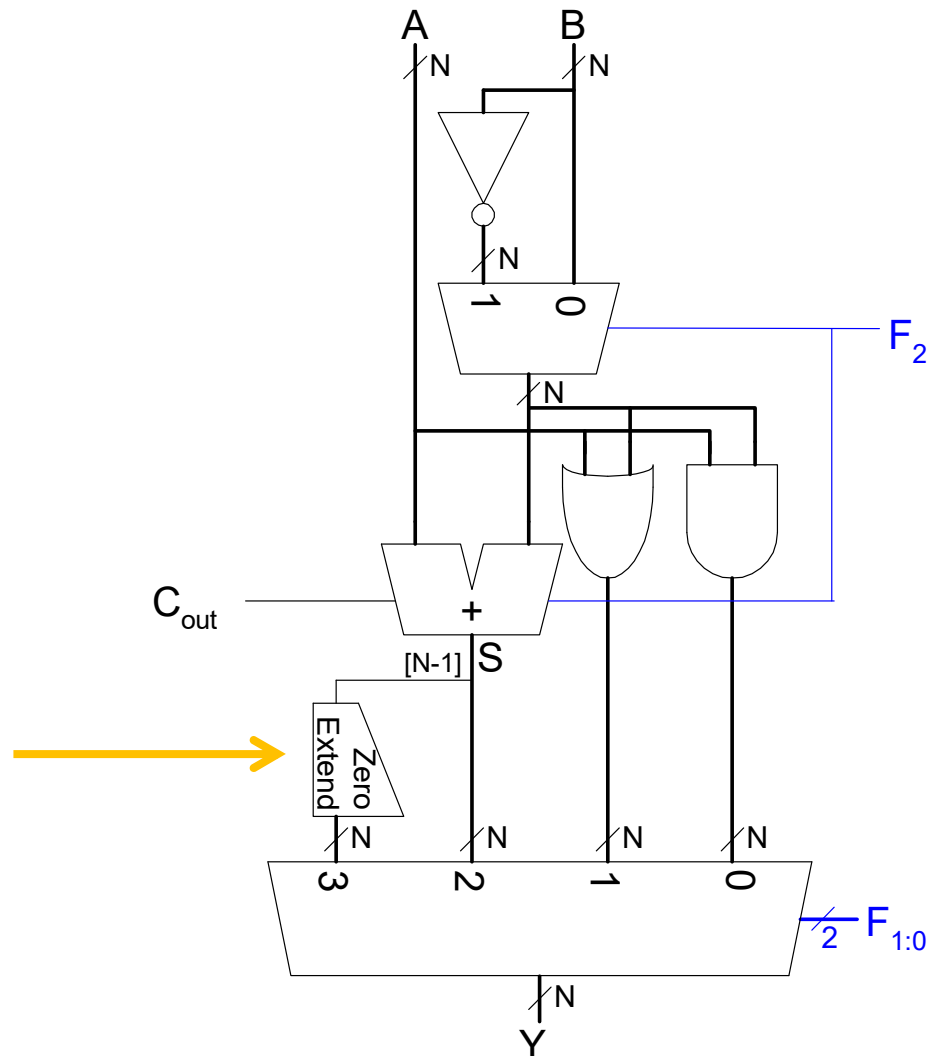 A B
N N
N
1 0
F2
N
Cout
+
[N-1] S
Zero
Extend
N N N N
3 2 1 0
2 F1:0
N
Y